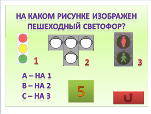 НА КАКОМ РИСУНКЕ ИЗОБРАЖЕН
ПЕШЕХОДНЫЙ СВЕТОФОР?
1
2
3
А – НА 1
В – НА 2
С – НА 3
5